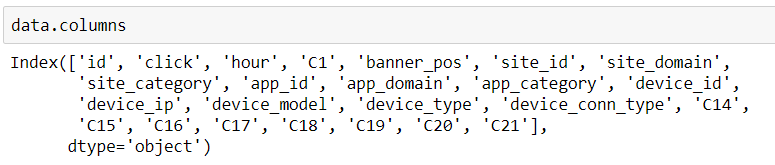 data.columns
Index(['id', 'click', 'hour', 'C1', 'banner_pos', 'site_id', 'site_domain',
'site_category', 'app_id', 'app_domain', 'app_category', 'device_id',
'device_ip', 'device_model', 'device_type', 'device_conn_type', 'C14',
'C15', 'C16', 'C17', 'C18', 'C19', 'C20', 'C21'],
dtype='object')